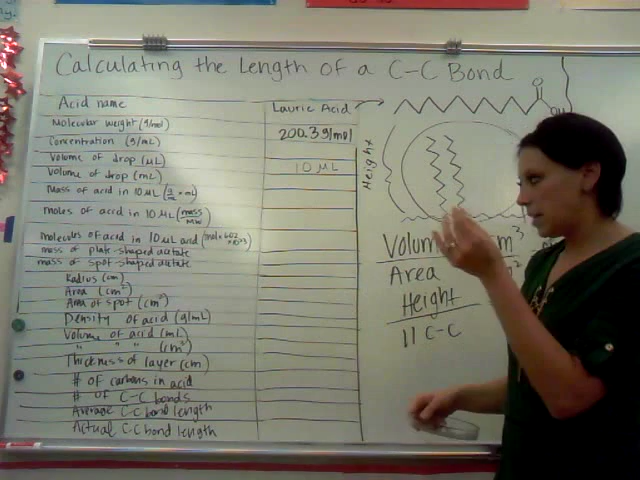 Calculating the Length of a C-C Bond
Acid name Lauric Acid
Molecular weight (g/mol) 200.3 g/mol
Concentration (g/mL)
Volume of drop (μL) 10 μL
Volume of drop (mL)
Mass of acid in 10 μL
moles of acid in 10 μL (mass/MW)
molecules of acid in 10 μL
mass of plate-shaped acetate
mass of spot-shaped acetate
Radius (cm)
Area (cm²)
Area of spot (cm²)
Density of acid (g/mL)
Volume of acid (mL)
" " " (cm³)
Thickness of layer (cm)
# of carbons in acid
# of C-C bonds
Average C-C bond length
Actual C-C bond length
O
OH
Height
Area
Height
11 C-C